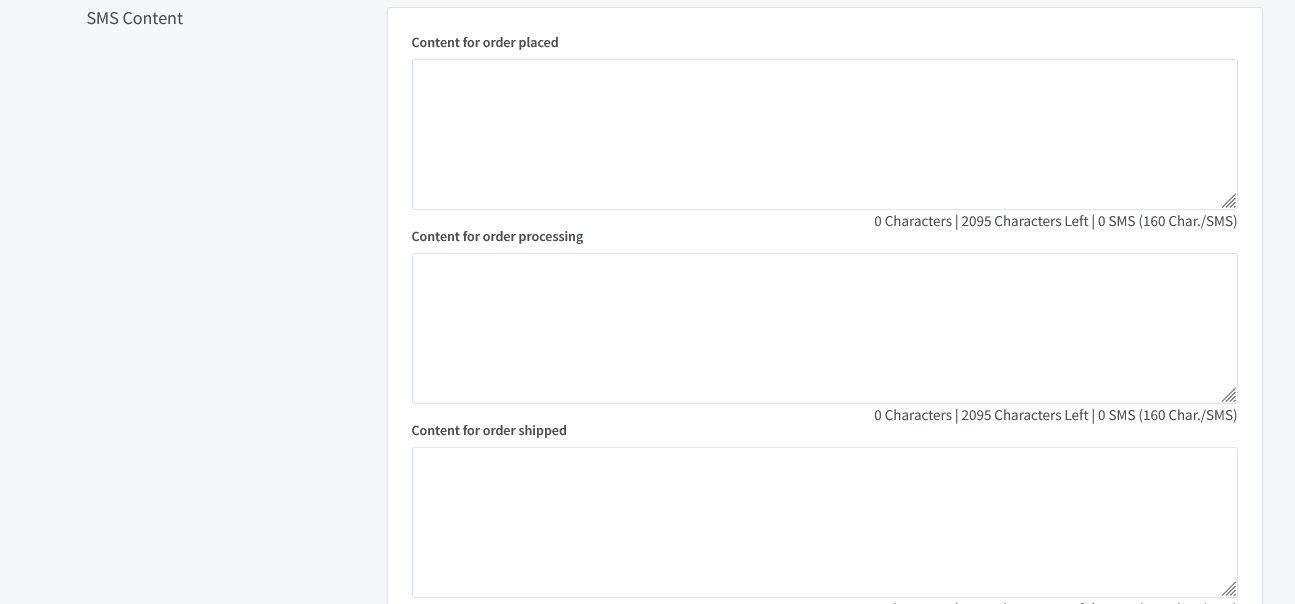 SMS Content
Content for order placed
0 Characters | 2095 Characters Left | 0 SMS (160 Char./SMS)
Content for order processing
0 Characters | 2095 Characters Left | 0 SMS (160 Char./SMS)
Content for order shipped